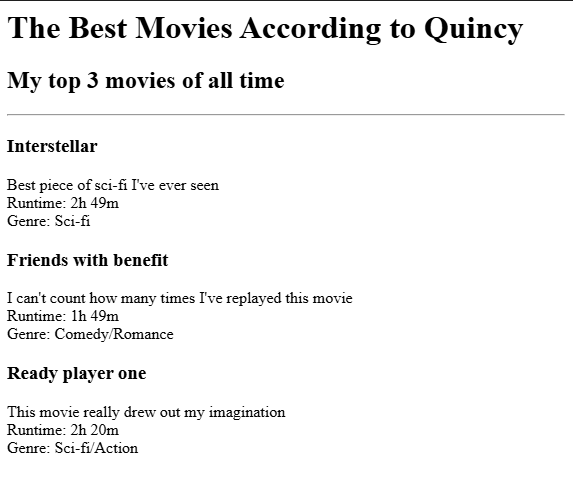 The Best Movies According to Quincy
My top 3 movies of all time
Interstellar
Best piece of sci-fi I've ever seen
Runtime: 2h 49m
Genre: Sci-fi
Friends with benefit
I can't count how many times I've replayed this movie
Runtime: 1h 49m
Genre: Comedy/Romance
Ready player one
This movie really drew out my imagination
Runtime: 2h 20m
Genre: Sci-fi/Action